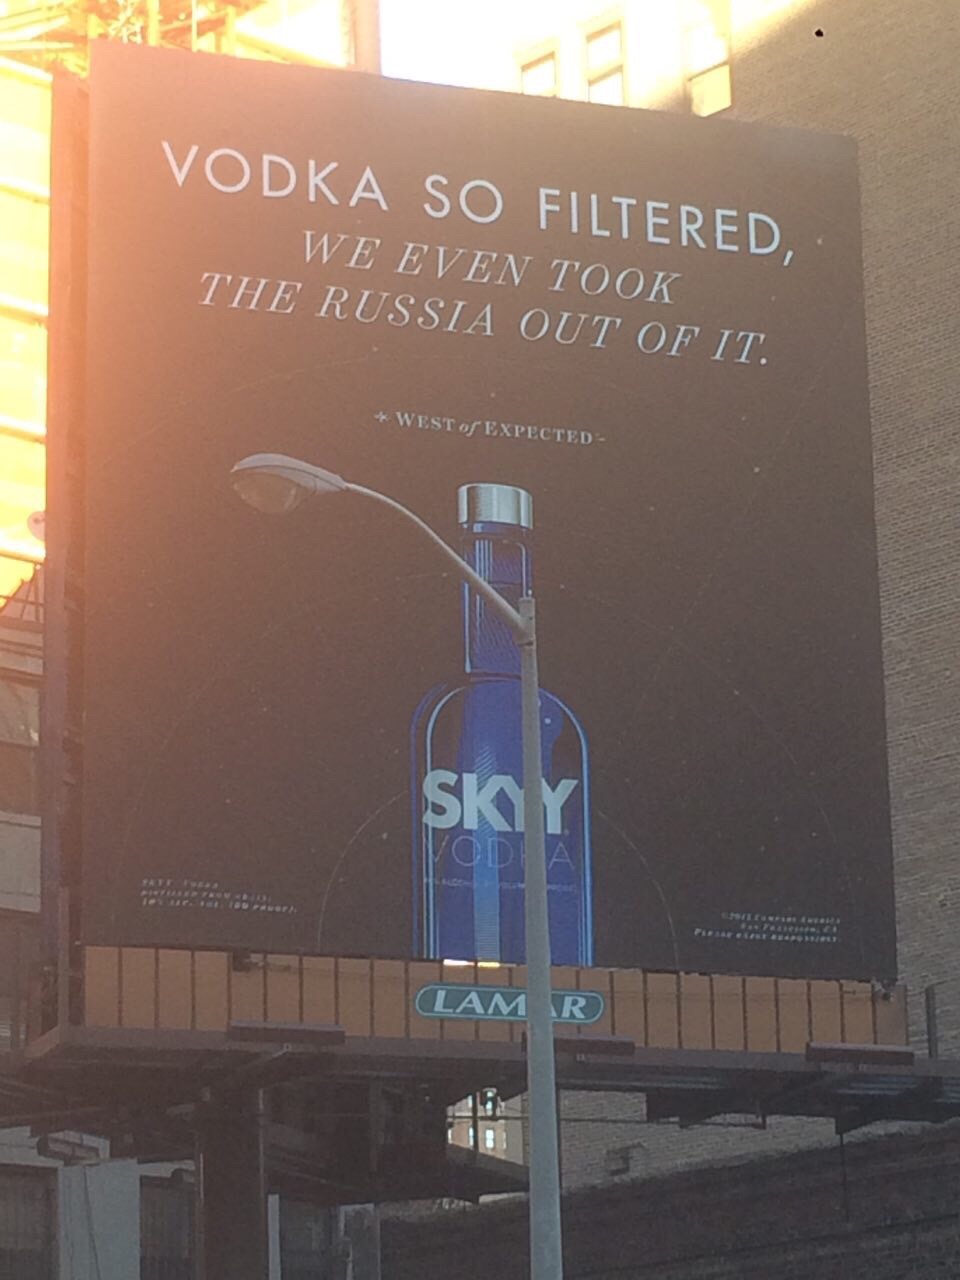 VODKA SO FILTERED,
WE EVEN TOOK
THE RUSSIA OUT OF IT.
WEST of EXPECTED
SKYY
VODKA
LAMAR